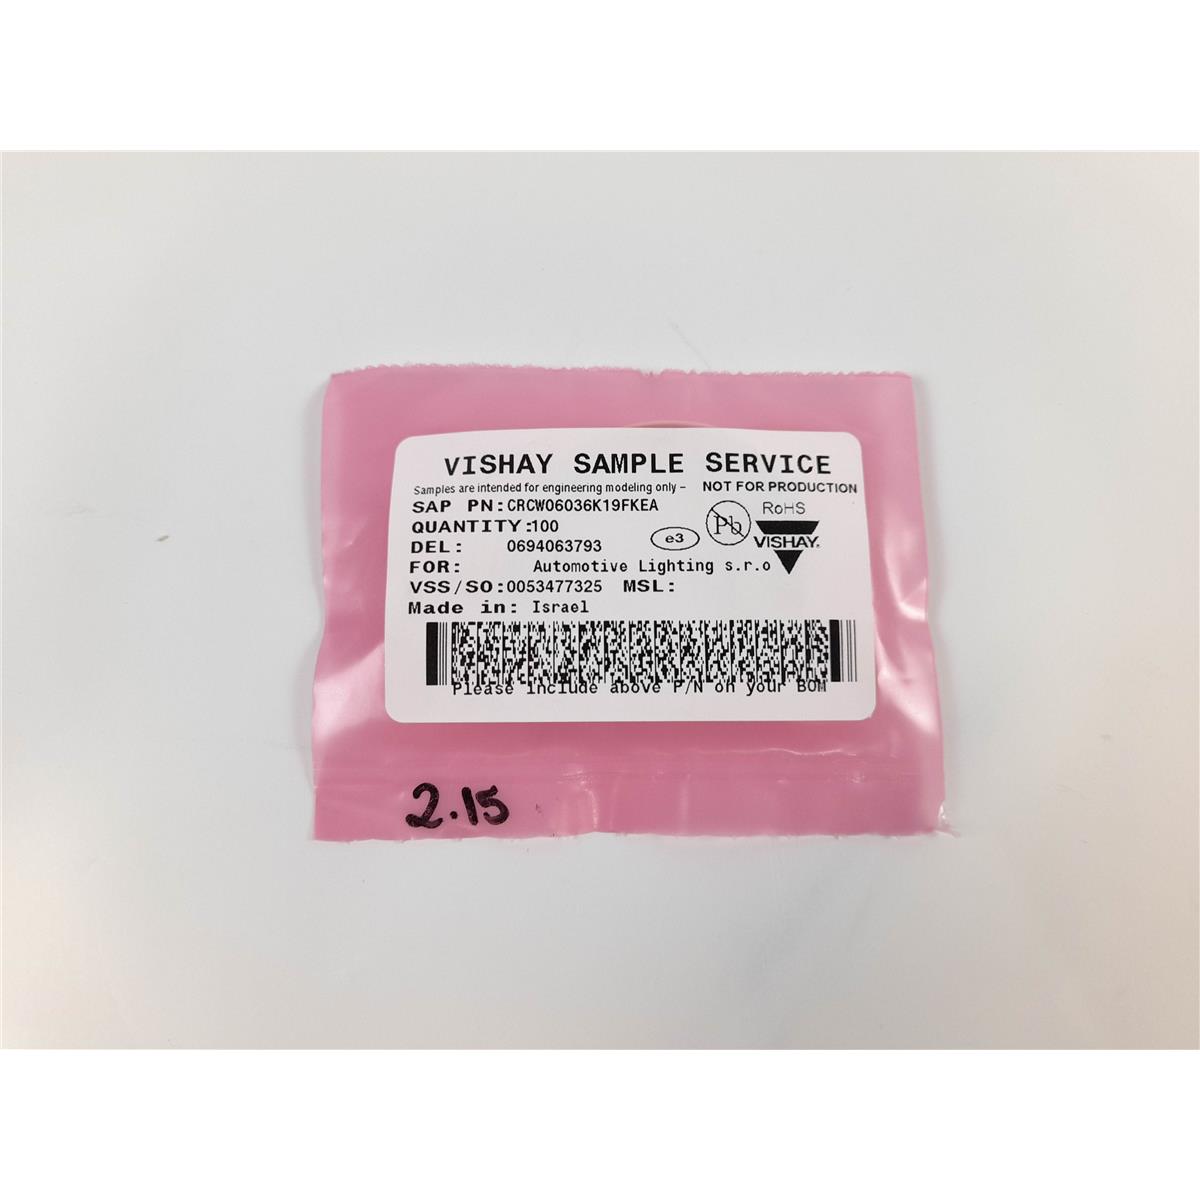 VISHAY SAMPLE SERVICE
Samples are intended for engineering modeling only – NOT FOR PRODUCTION
SAP PN:CRCW06036K19FKEA
QUANTITY:100
DEL: 0694063793
FOR: Automotive Lighting s.r.o
VSS/SO:0053477325 MSL:
Made in: Israel
e3
Pb
RoHS
VISHAY.
Please include above P/N on your BOM
2.15